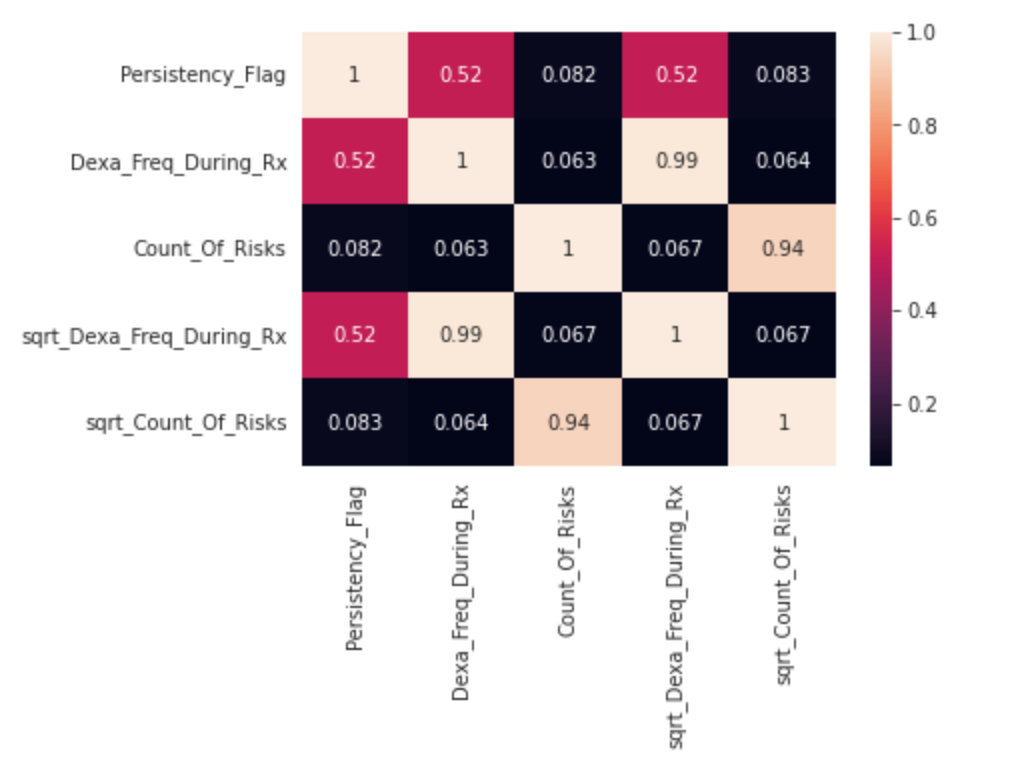 Persistency_Flag 1 0.52 0.082 0.52 0.083
Dexa_Freq_During_Rx 0.52 1 0.063 0.99 0.064
Count_Of_Risks 0.082 0.063 1 0.067 0.94
sqrt_Dexa_Freq_During_Rx 0.52 0.99 0.067 1 0.067
sqrt_Count_Of_Risks 0.083 0.064 0.94 0.067 1
Persistency_Flag
Dexa_Freq_During_Rx
Count_Of_Risks
sqrt_Dexa_Freq_During_Rx
sqrt_Count_Of_Risks
1.0
0.8
0.6
0.4
0.2